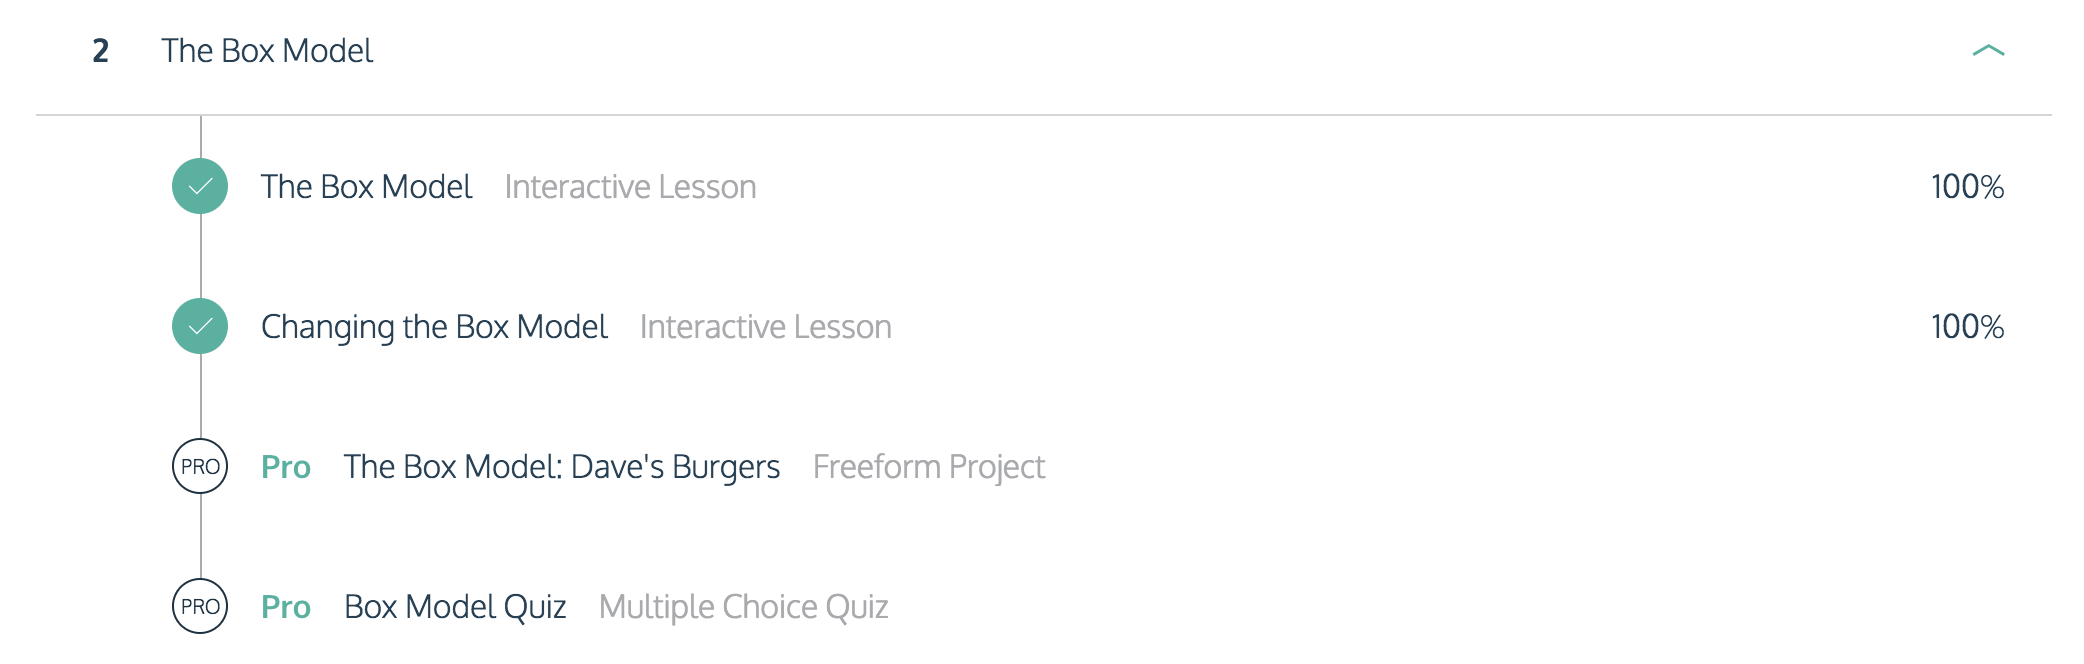 2 The Box Model
The Box Model Interactive Lesson 100%
Changing the Box Model Interactive Lesson 100%
PRO Pro The Box Model: Dave's Burgers Freeform Project
PRO Pro Box Model Quiz Multiple Choice Quiz